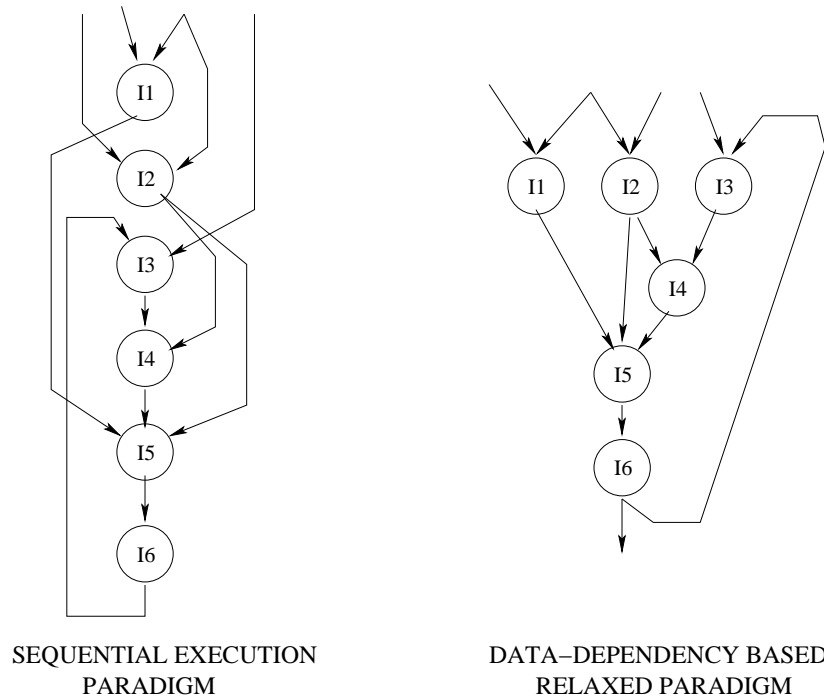 I1
I2
I3
I4
I5
I6
SEQUENTIAL EXECUTION
PARADIGM
I1
I2
I3
I4
I5
I6
DATA−DEPENDENCY BASED
RELAXED PARADIGM